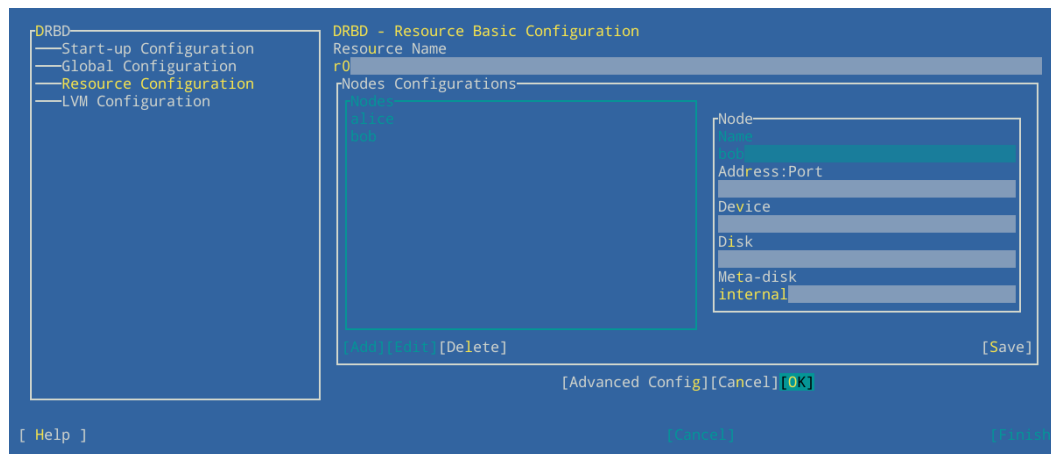 DRBD
Start-up Configuration
Global Configuration
Resource Configuration
LVM Configuration
DRBD - Resource Basic Configuration
Resource Name
r0
Nodes Configurations
Nodes
alice
bob
Node
Name
bob
Address:Port
Device
Disk
Meta-disk
internal
[Add][Edit][Delete]
[Save]
[Advanced Config][Cancel][OK]
[ Help ]
[Cancel]
[Finish